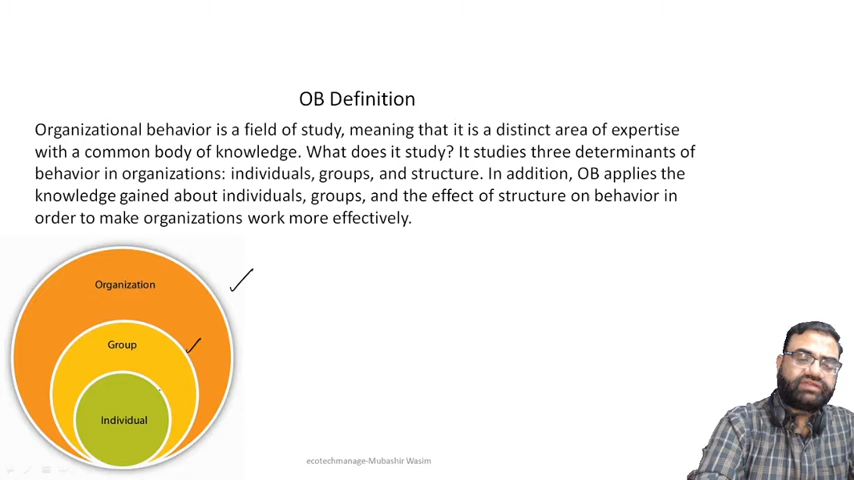 OB Definition
Organizational behavior is a field of study, meaning that it is a distinct area of expertise
with a common body of knowledge. What does it study? It studies three determinants of
behavior in organizations: individuals, groups, and structure. In addition, OB applies the
knowledge gained about individuals, groups, and the effect of structure on behavior in
order to make organizations work more effectively.
Organization
Group
Individual
ecotechmanage-Mubashir Wasim